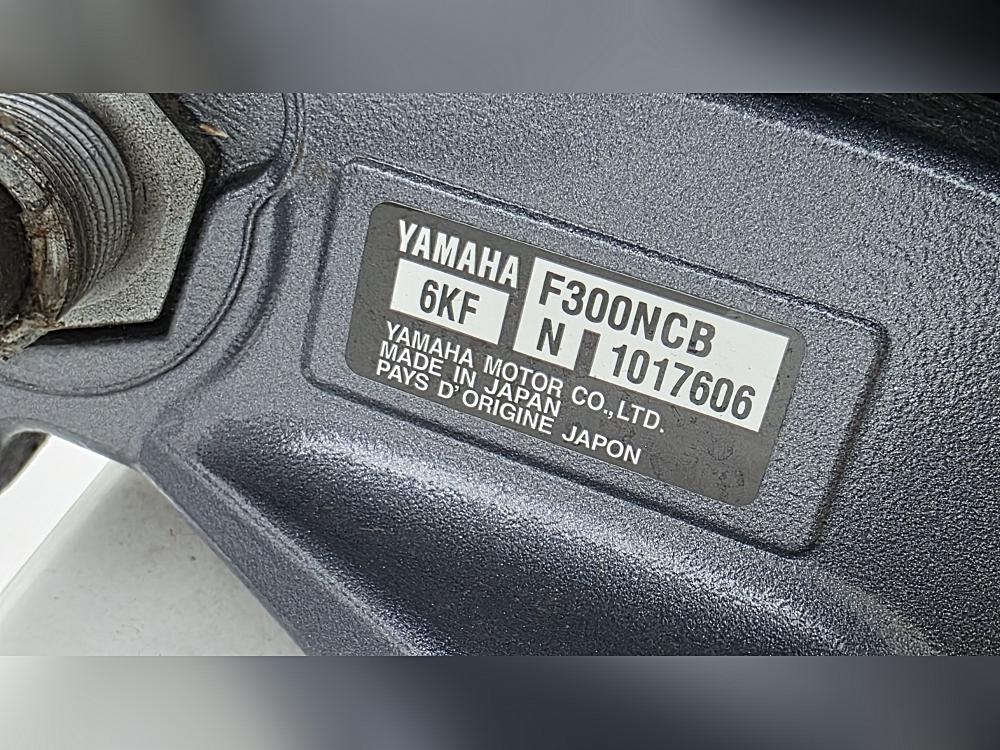 YAMAHA
6KF
F300NCB
N 1017606
YAMAHA MOTOR CO.,LTD.
MADE IN JAPAN
PAYS D'ORIGINE JAPON